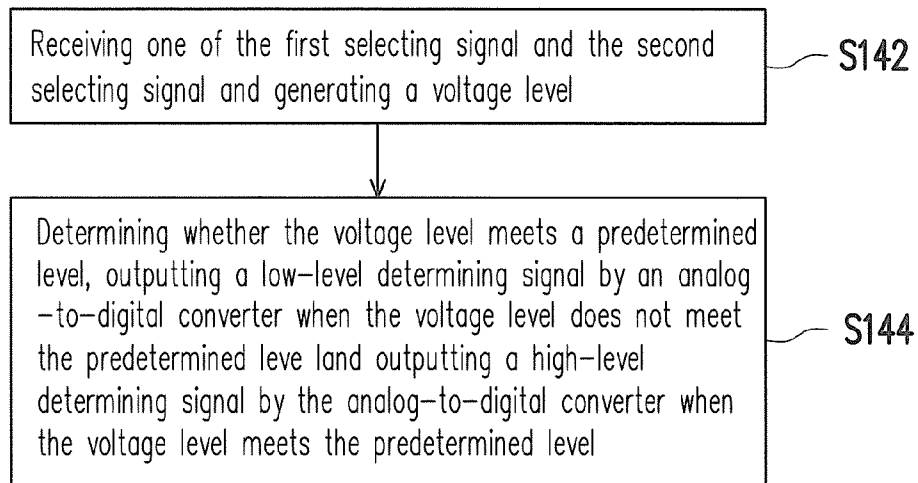 Receiving one of the first selecting signal and the second
selecting signal and generating a voltage level
S142
Determining whether the voltage level meets a predetermined
level, outputting a low-level determining signal by an analog
-to-digital converter when the voltage level does not meet
the predetermined leve land outputting a high-level
determining signal by the analog-to-digital converter when
the voltage level meets the predetermined level
S144